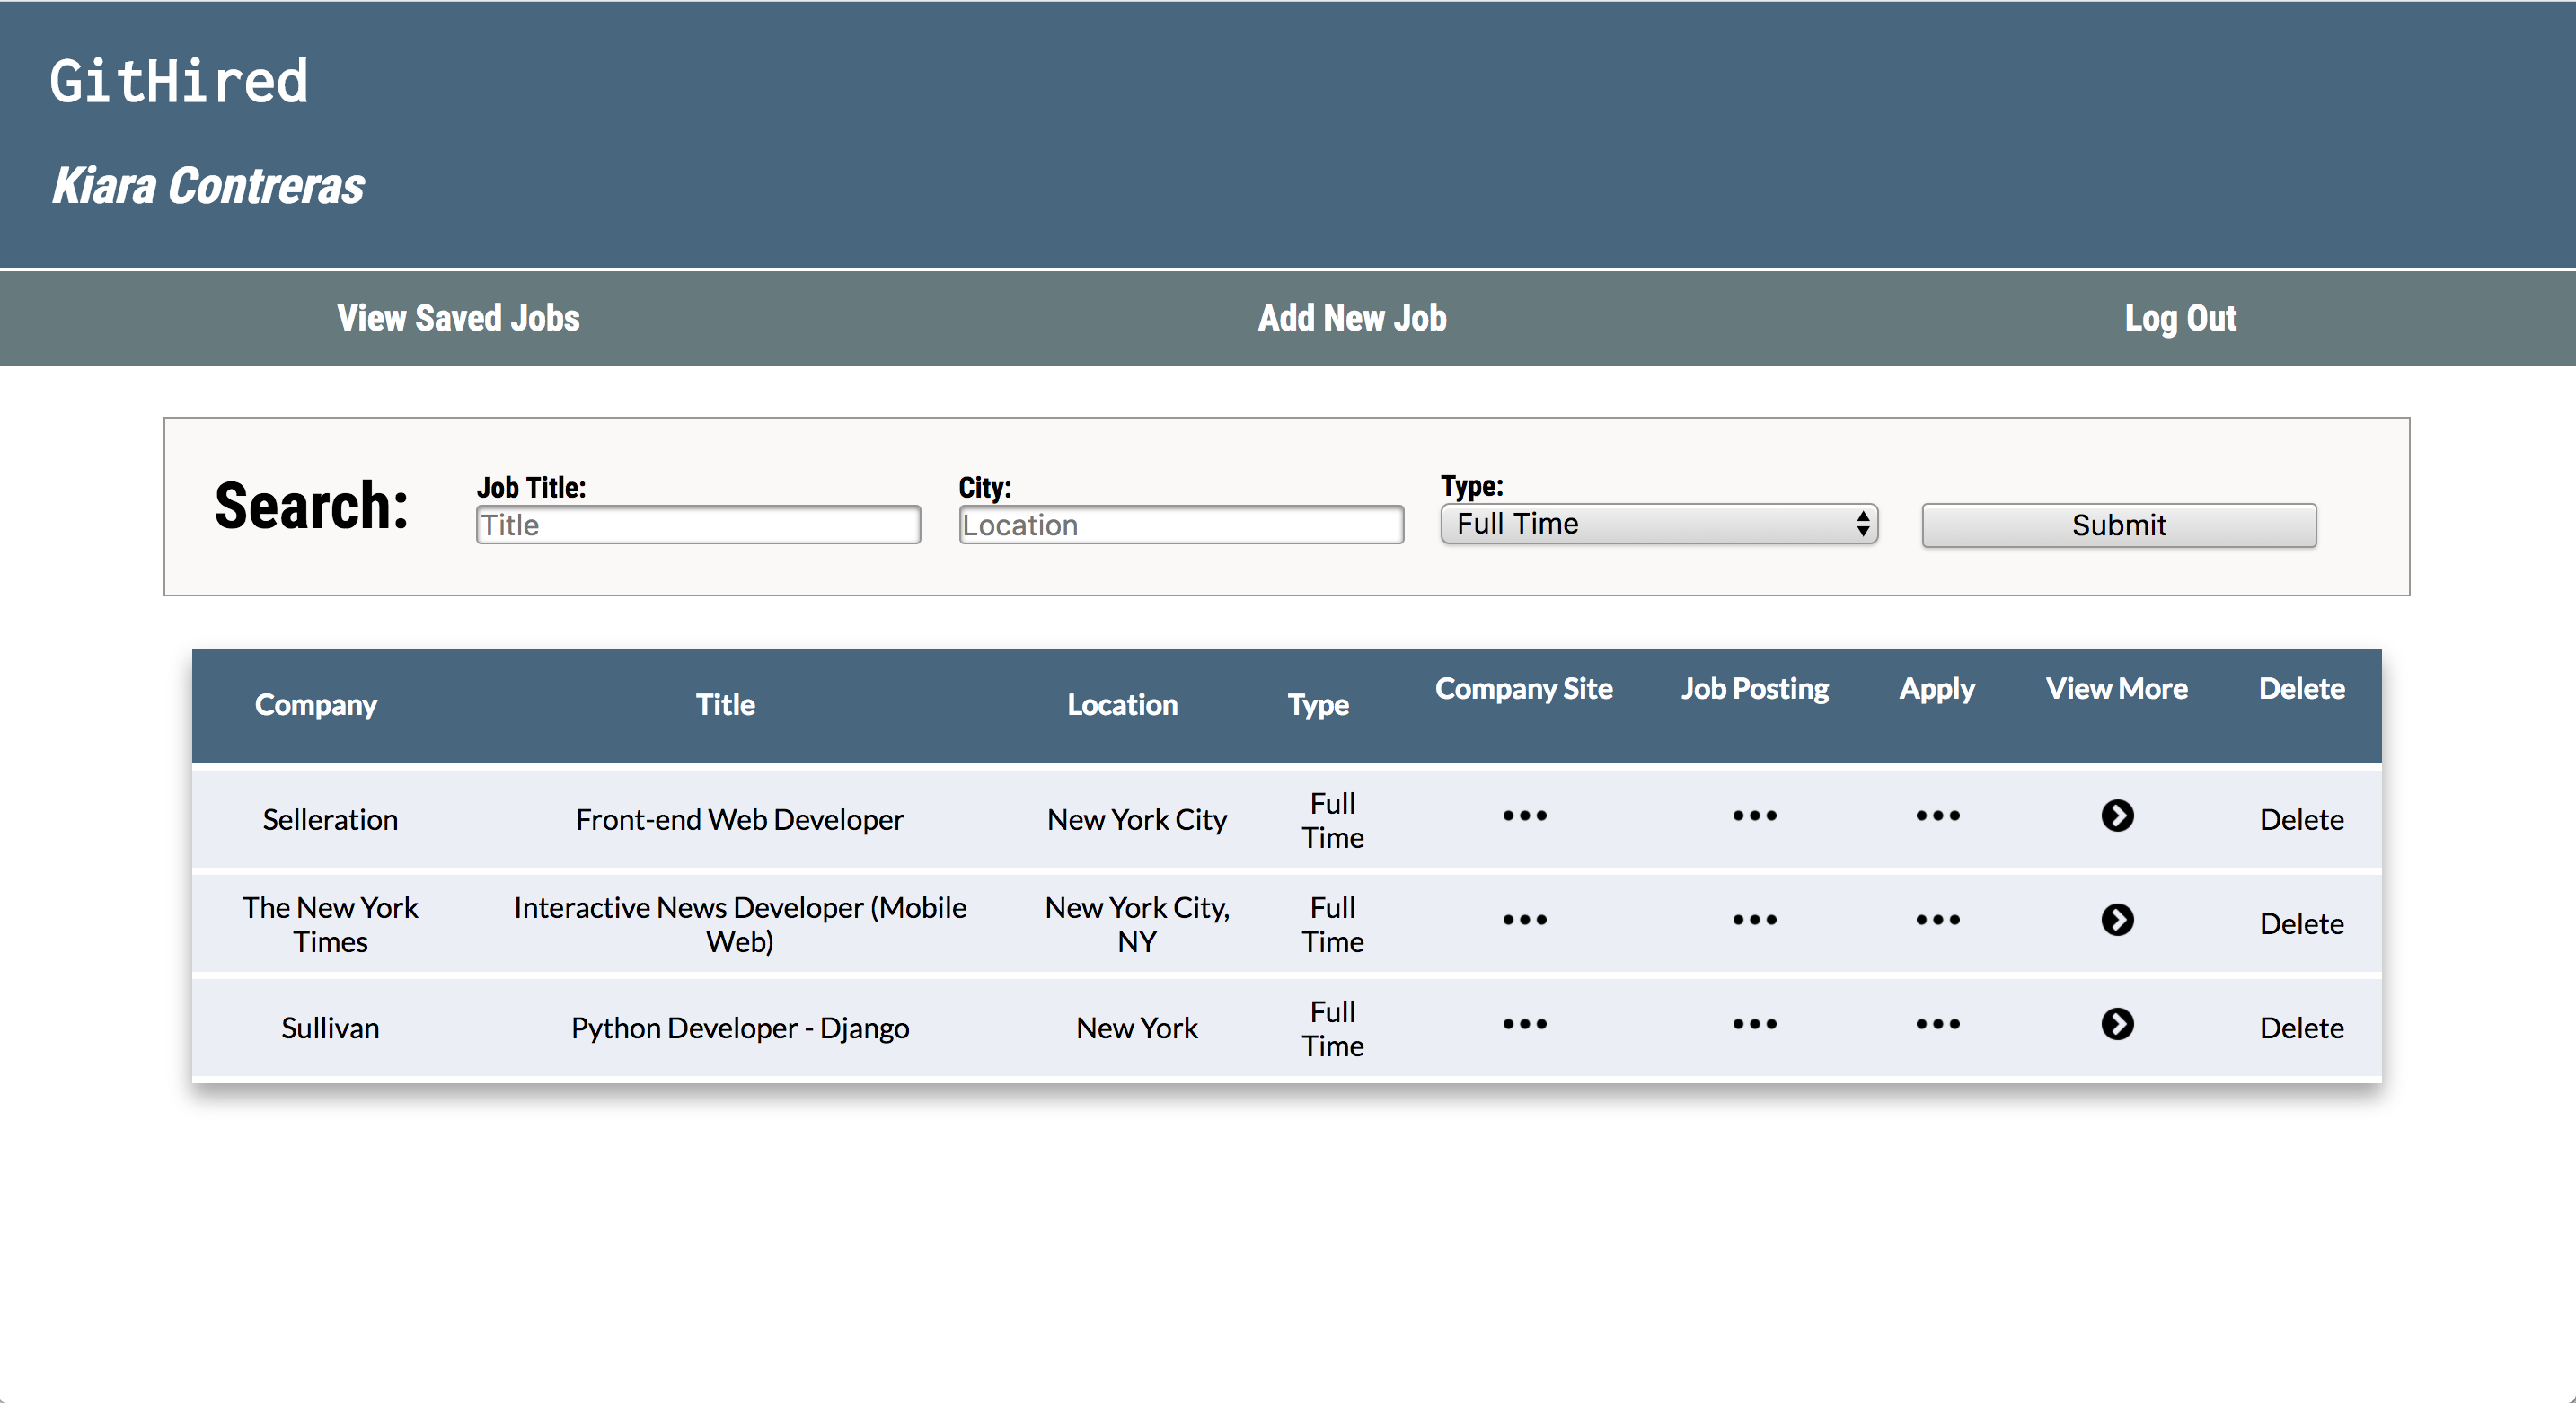 GitHired
Kiara Contreras
View Saved Jobs Add New Job Log Out
Search:
Job Title:
Title
City:
Location
Type:
Full Time
Submit
Company Title Location Type Company Site Job Posting Apply View More Delete
Selleration Front-end Web Developer New York City Full Time ••• ••• ••• Delete
The New York Times Interactive News Developer (Mobile Web) New York City, NY Full Time ••• ••• ••• Delete
Sullivan Python Developer - Django New York Full Time ••• ••• ••• Delete